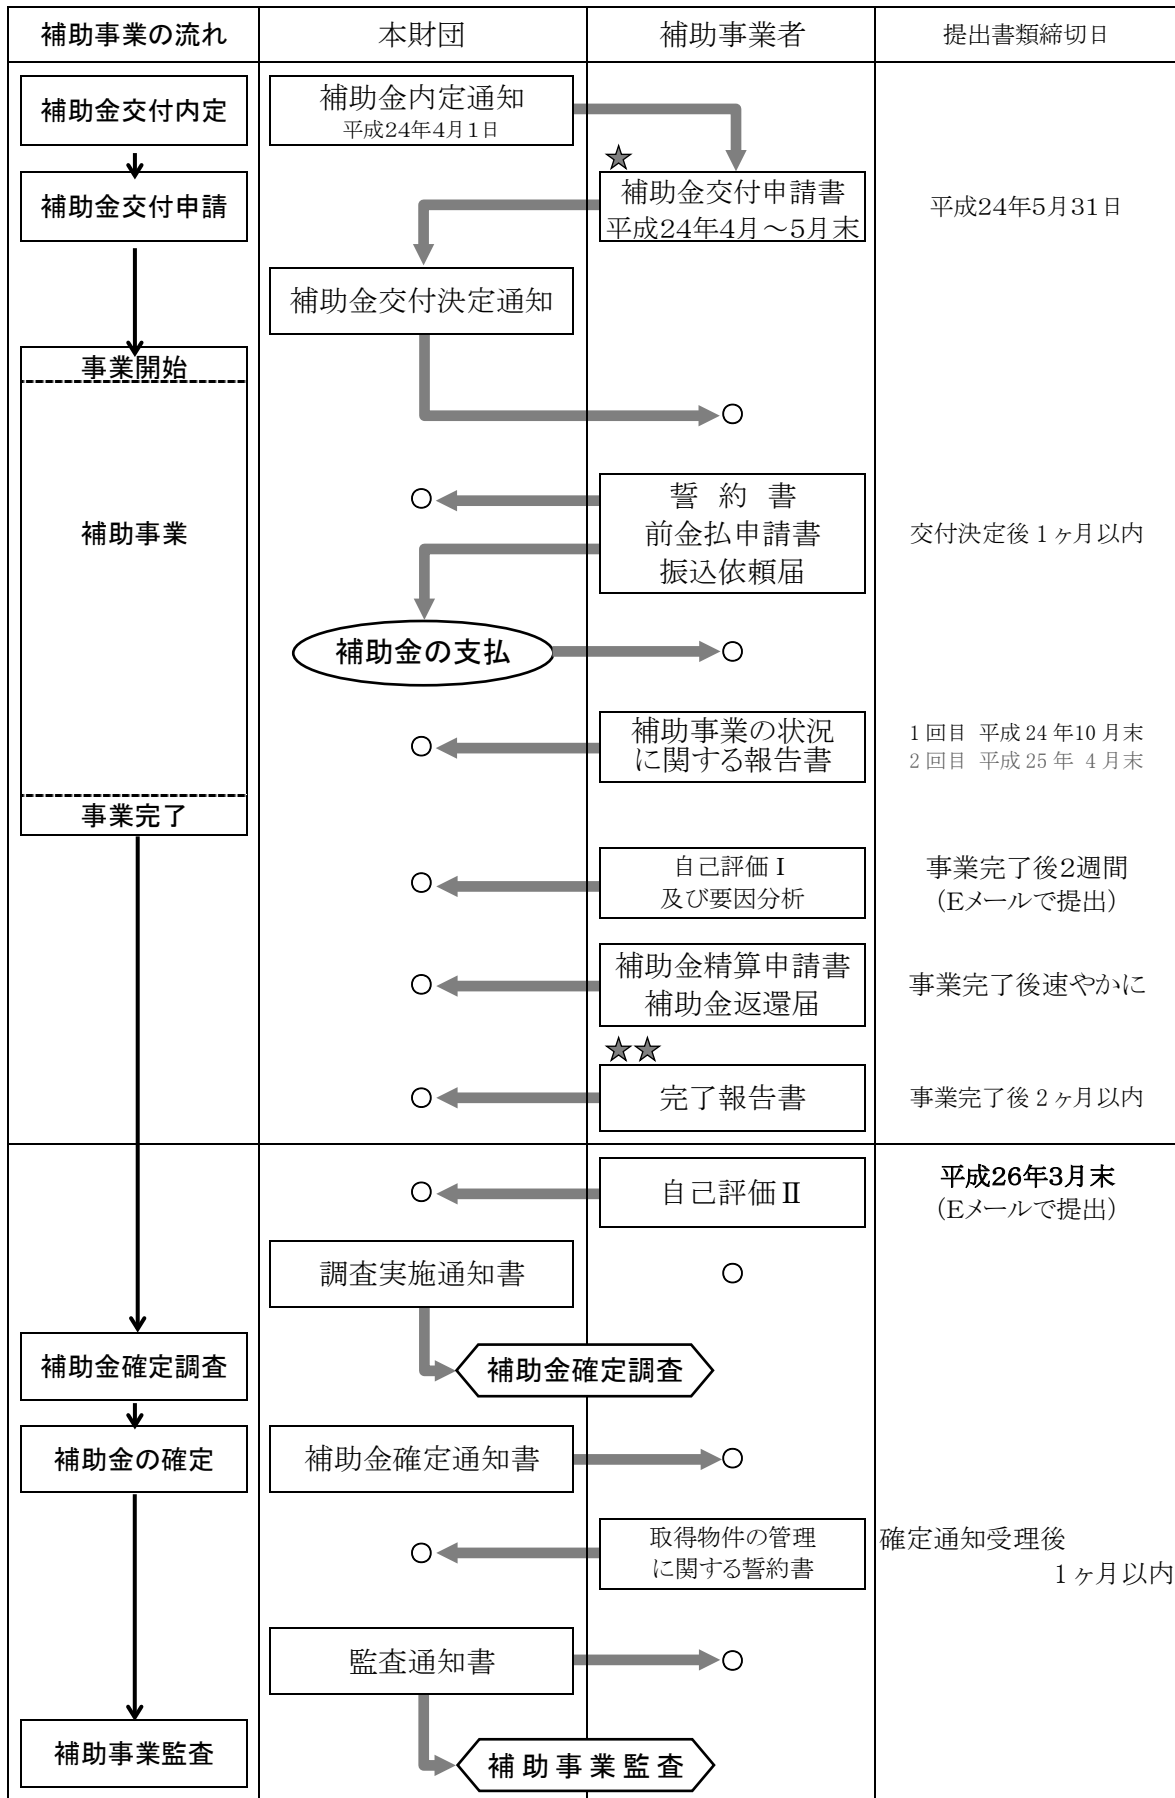 補助事業の流れ
本財団
補助事業者
提出書類締切日
補助金交付内定
補助金内定通知
平成24年4月1日
補助金交付申請
補助金交付申請書
平成24年4月～5月末
平成24年5月31日
補助金交付決定通知
事業開始
○
補助事業
○
誓 約 書
前金払申請書
振込依頼届
交付決定後1ヶ月以内
補助金の支払
○
○
補助事業の状況
に関する報告書
1回目 平成24年10月末
2回目 平成25年 4月末
事業完了
○
自己評価Ⅰ
及び要因分析
事業完了後2週間
（Eメールで提出）
○
補助金精算申請書
補助金返還届
事業完了後速やかに
○
完了報告書
事業完了後2ヶ月以内
○
自己評価Ⅱ
平成26年3月末
（Eメールで提出）
調査実施通知書
○
補助金確定調査
補助金確定調査
補助金の確定
補助金確定通知書
○
○
取得物件の管理
に関する誓約書
確定通知受理後
1ヶ月以内
監査通知書
○
補助事業監査
補助事業監査